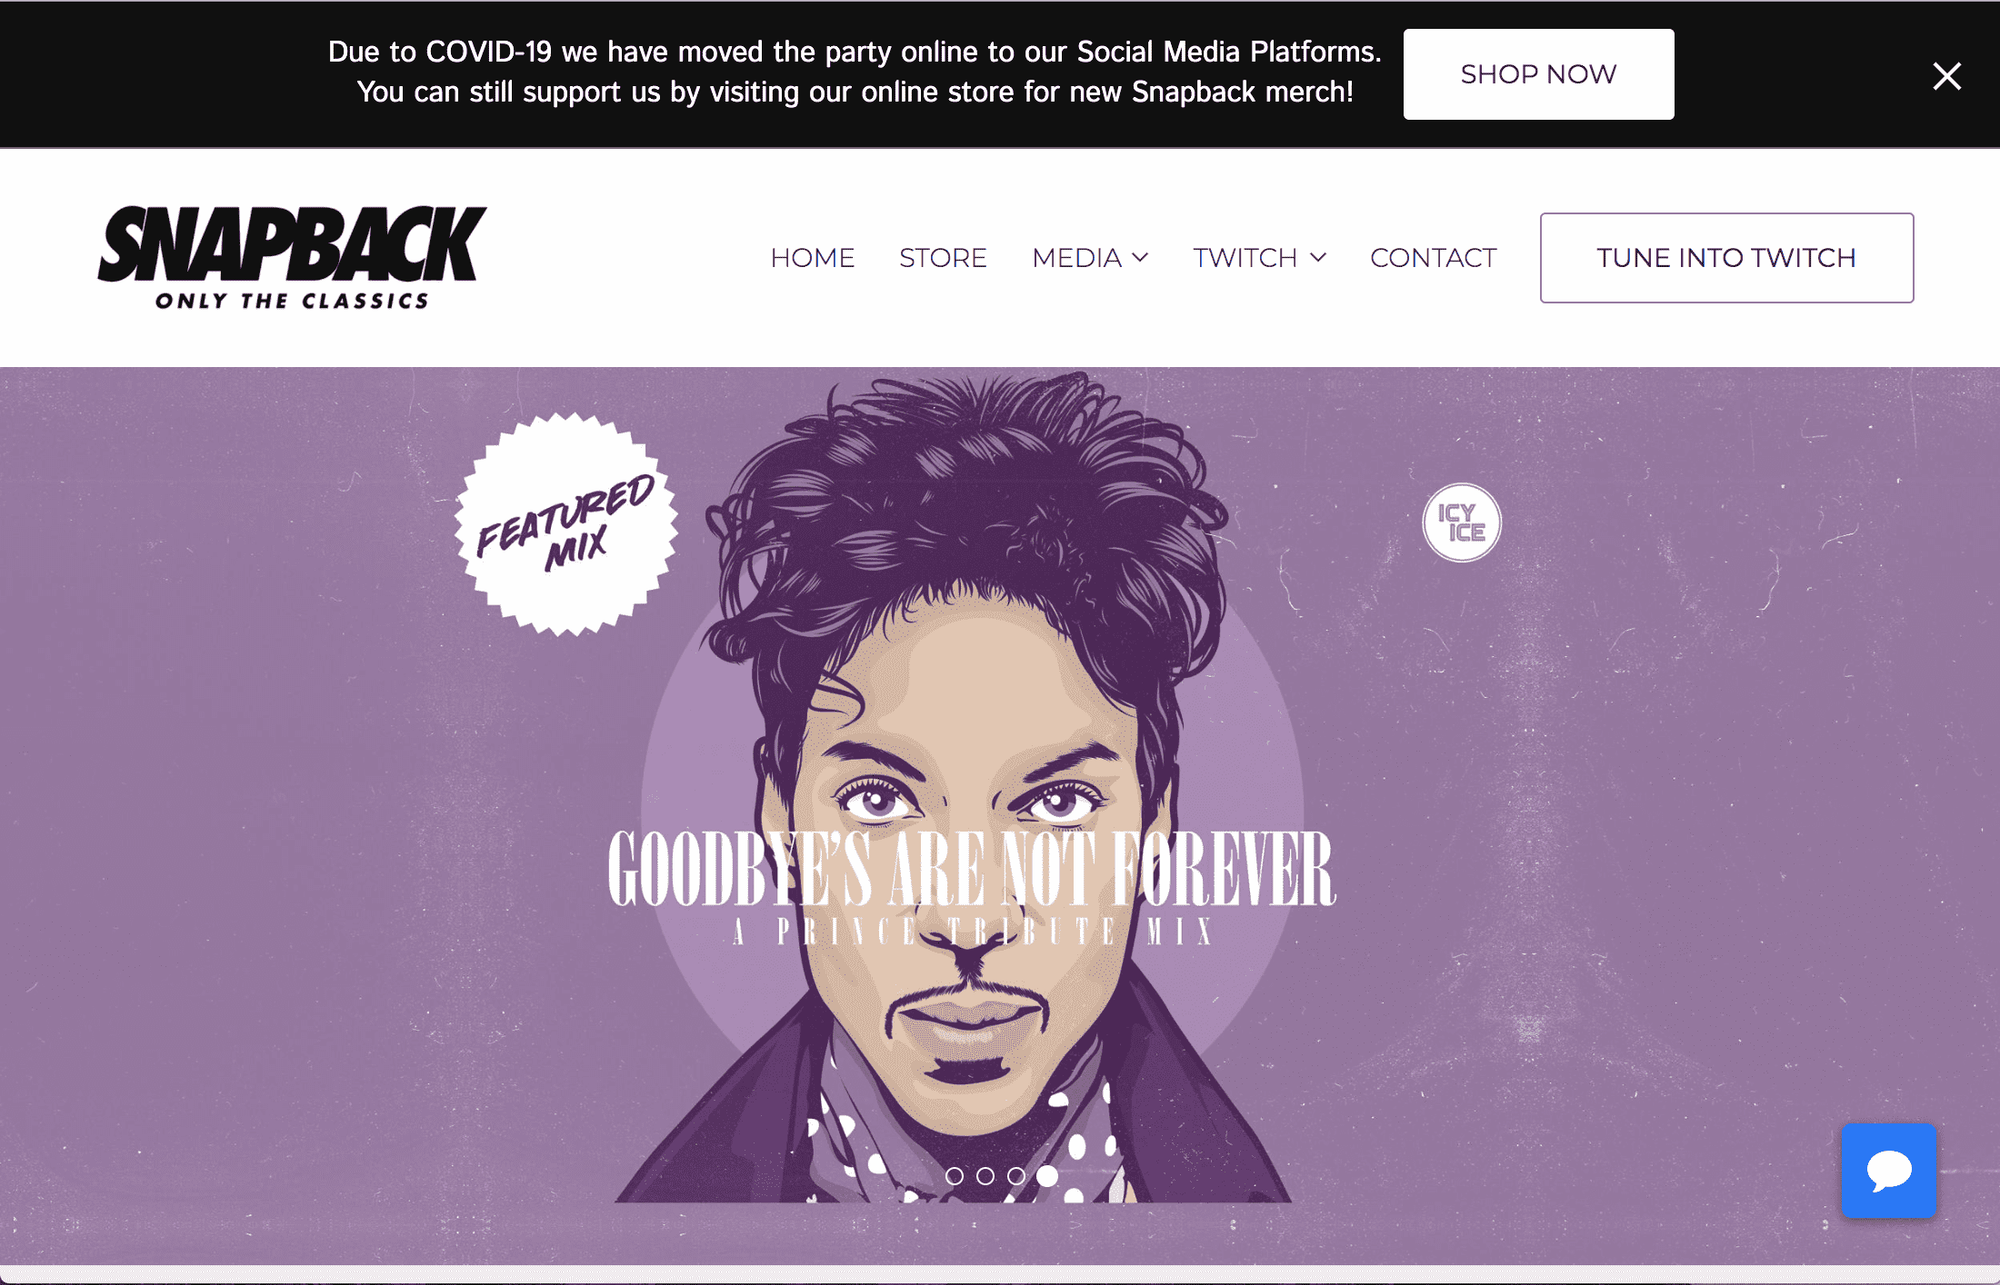 Due to COVID-19 we have moved the party online to our Social Media Platforms.
You can still support us by visiting our online store for new Snapback merch!
SHOP NOW
SNAPBACK
ONLY THE CLASSICS
HOME
STORE
MEDIA
TWITCH
CONTACT
TUNE INTO TWITCH
FEATURED
MIX
ICY
ICE
GOODBYE'S ARE NOT FOREVER
A PRINCE TRIBUTE MIX